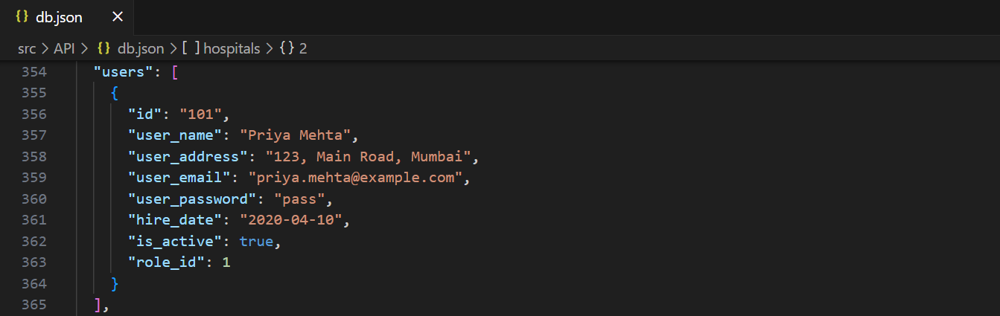 {} db.json ×
src > API > {} db.json > [ ] hospitals > {} 2
354 "users": [
355 {
356 "id": "101",
357 "user_name": "Priya Mehta",
358 "user_address": "123, Main Road, Mumbai",
359 "user_email": "priya.mehta@example.com",
360 "user_password": "pass",
361 "hire_date": "2020-04-10",
362 "is_active": true,
363 "role_id": 1
364 }
365 ],